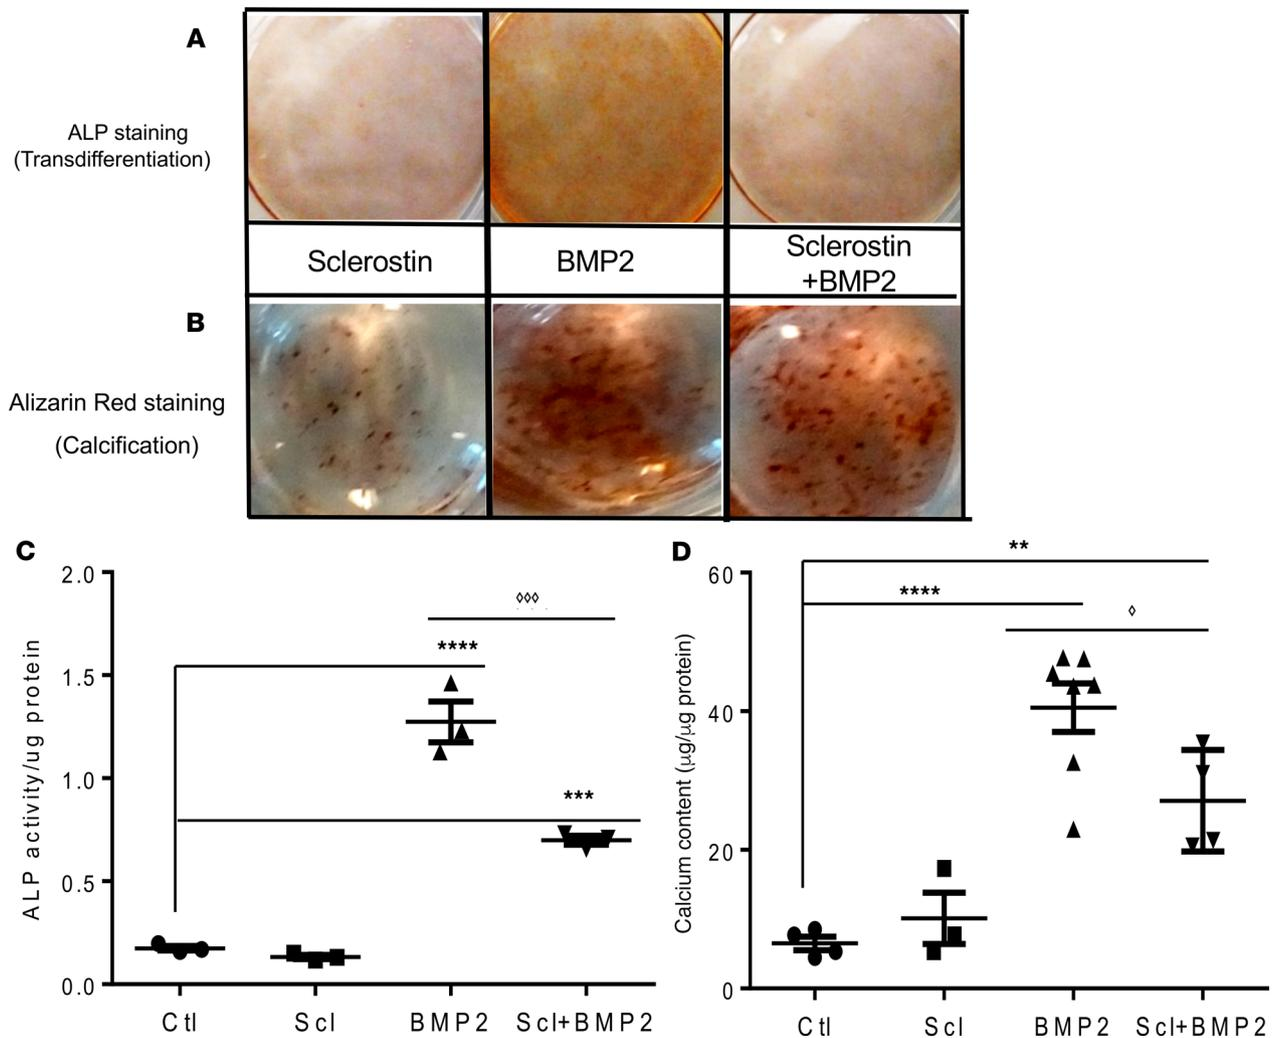 A
ALP staining
(Transdifferentiation)
Sclerostin
BMP2
Sclerostin
+BMP2
B
Alizarin Red staining
(Calcification)
C
ALP activity/ug protein
2.0
1.5
1.0
0.5
0.0
◊◊◊
****
***
Ctl
Scl
BMP2
Scl+BMP2
D
Calcium content (µg/µg protein)
60
40
20
0
**
****
◊
Ctl
Scl
BMP2
Scl+BMP2